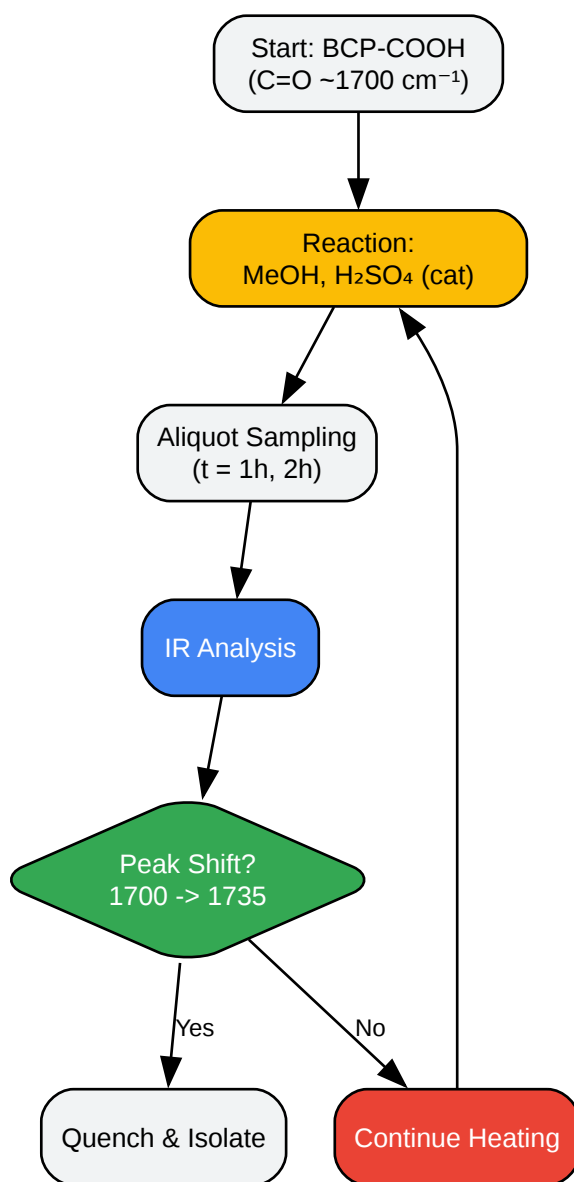 Start: BCP-COOH
(C=O ~1700 cm⁻¹)
Reaction:
MeOH, H₂SO₄ (cat)
Aliquot Sampling
(t = 1h, 2h)
IR Analysis
Peak Shift?
1700 -> 1735
Yes
No
Quench & Isolate
Continue Heating